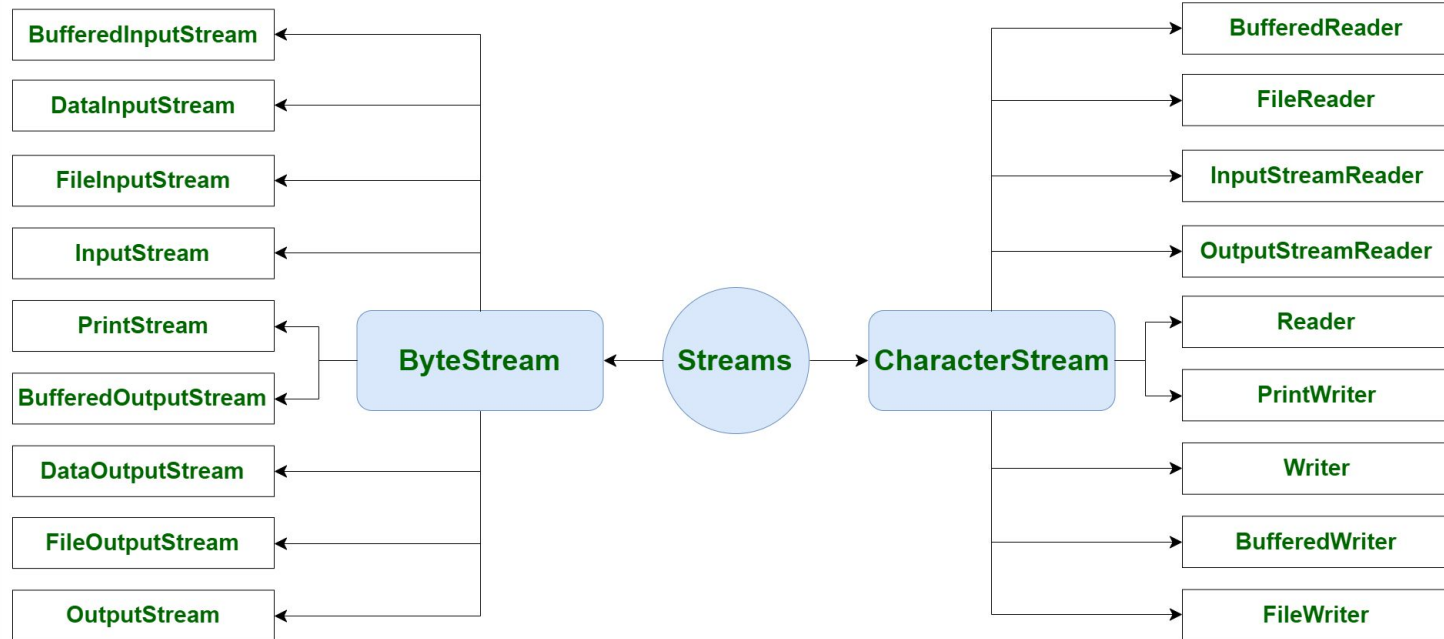 BufferedInputStream
DataInputStream
FileInputStream
InputStream
PrintStream
BufferedOutputStream
DataOutputStream
FileOutputStream
OutputStream
ByteStream
Streams
CharacterStream
BufferedReader
FileReader
InputStreamReader
OutputStreamReader
Reader
PrintWriter
Writer
BufferedWriter
FileWriter